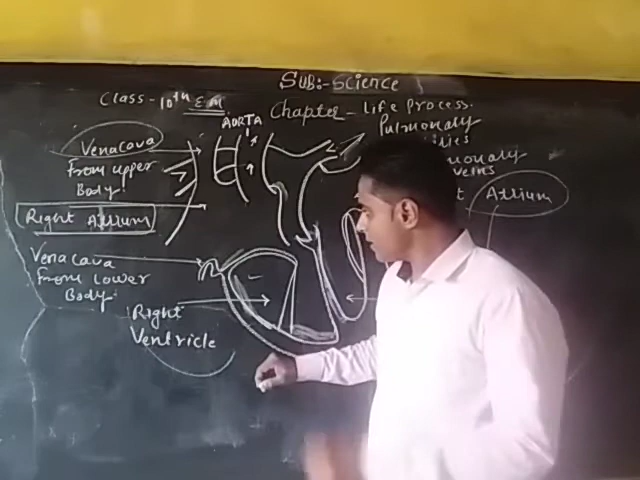 SUB:- Science
Class - 10th E.M.
Chapter - Life Process.
AORTA
Venacava
From upper
Body!
Right Atrium
Venacava
From Lower
Body.
Right
Ventricle
Pulmonary
veins
Atrium